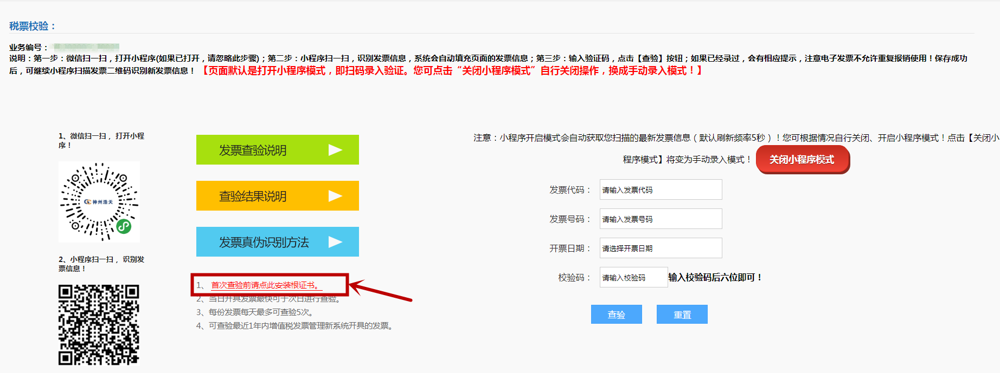 税票校验：
业务编号：
说明：第一步：微信扫一扫，打开小程序(如果已打开，请忽略此步骤)；第二步：小程序扫一扫，识别发票信息，系统会自动填充页面的发票信息；第三步：输入验证码，点击【查验】按钮；如果已经录过，会有相应提示，注意电子发票不允许重复报销使用！保存成功
后，可继续小程序扫描发票二维码识别新发票信息！ 【页面默认是打开小程序模式，即扫码录入验证。您可点击“关闭小程序模式”自行关闭操作，换成手动录入模式！】
1、微信扫一扫，打开小程
序！
神州浩天
2、小程序扫一扫，识别发
票信息！
发票查验说明
查验结果说明
发票真伪识别方法
1、 首次查验前请点此安装根证书。
2、当日开具发票最快可于次日进行查验。
3、每份发票每天最多可查验5次。
4、可查验最近1年内增值税发票管理新系统开具的发票。
注意：小程序开启模式会自动获取您扫描的最新发票信息（默认刷新频率5秒）！您可根据情况自行关闭、开启小程序模式！点击【关闭小
程序模式】将变为手动录入模式！ 关闭小程序模式
发票代码： 请输入发票代码
发票号码： 请输入发票号码
开票日期： 请选择开票日期
校验码： 请输入校验码 输入校验码后六位即可！
查验 重置